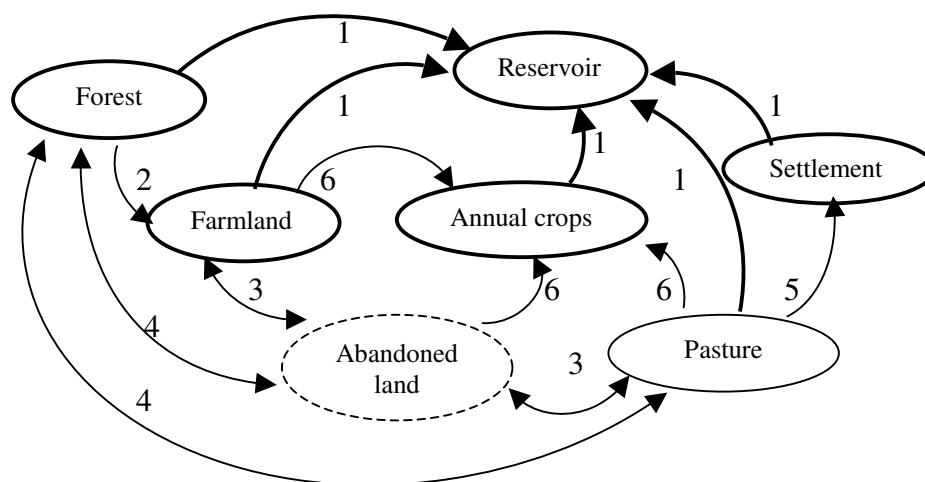 1
Reservoir
Forest
1
1
1
2
6
1
Settlement
Farmland
Annual crops
3
6
6
5
4
Abandoned
land
Pasture
3
4